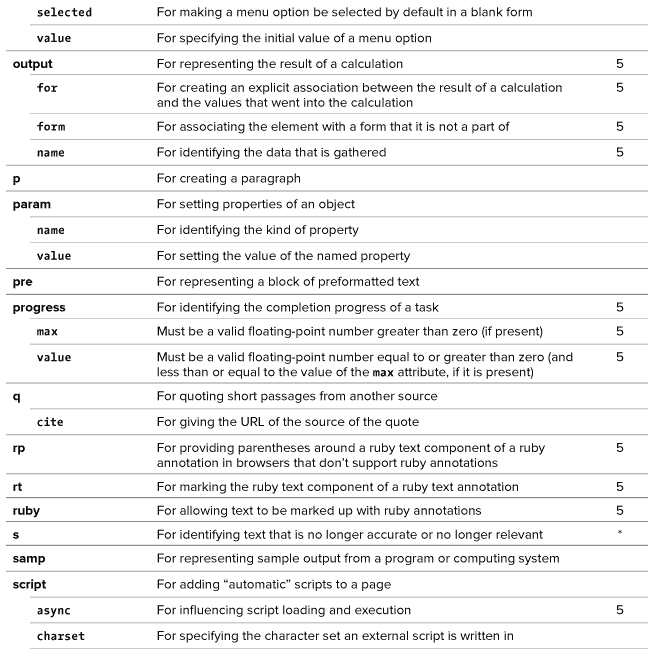 selected For making a menu option be selected by default in a blank form
value For specifying the initial value of a menu option
output For representing the result of a calculation 5
for For creating an explicit association between the result of a calculation 5
and the values that went into the calculation
form For associating the element with a form that it is not a part of 5
name For identifying the data that is gathered 5
p For creating a paragraph
param For setting properties of an object
name For identifying the kind of property
value For setting the value of the named property
pre For representing a block of preformatted text
progress For identifying the completion progress of a task 5
max Must be a valid floating-point number greater than zero (if present) 5
value Must be a valid floating-point number equal to or greater than zero (and 5
less than or equal to the value of the max attribute, if it is present)
q For quoting short passages from another source
cite For giving the URL of the source of the quote
rp For providing parentheses around a ruby text component of a ruby 5
annotation in browsers that don’t support ruby annotations
rt For marking the ruby text component of a ruby text annotation 5
ruby For allowing text to be marked up with ruby annotations 5
s For identifying text that is no longer accurate or no longer relevant *
samp For representing sample output from a program or computing system
script For adding “automatic” scripts to a page
async For influencing script loading and execution 5
charset For specifying the character set an external script is written in